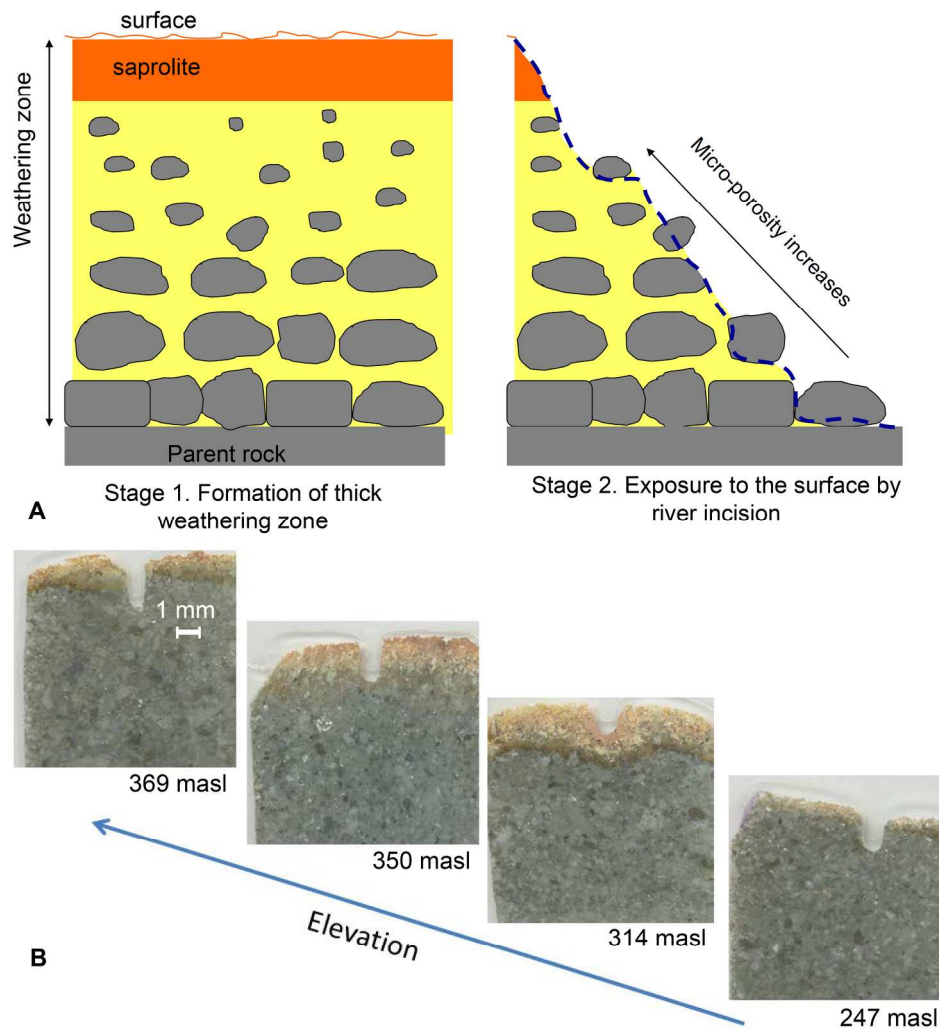 surface
Weathering zone
saprolite
Parent rock
Micro-porosity increases
Stage 1. Formation of thick
weathering zone
Stage 2. Exposure to the surface by
river incision
A
1 mm
369 masl
350 masl
314 masl
247 masl
Elevation
B